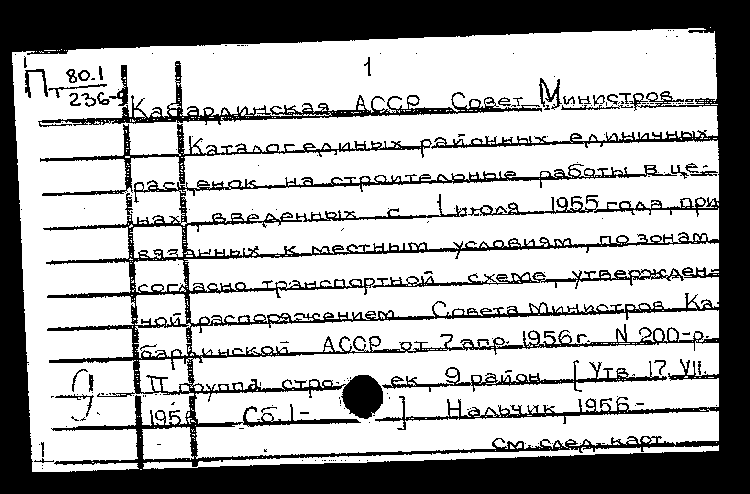 1
Пт 80.1
236-9
Кабардинская АССР Совет Министров
Каталог единых районных единичных
расценок на строительные работы в це-
нах, введенных с 1 июля 1955 года, при
вязанных к местным условиям, по зонам
согласно транспортной схеме, утвержден-
ной распоряжением Совета Министров Ка-
бардинской АССР от 7 апр. 1956 г. N 200-р.
9. II группа стро ек, 9 район. [Утв. 17.VII.
1956 Сб. 1- ] Нальчик, 1956-
См. след. карт.